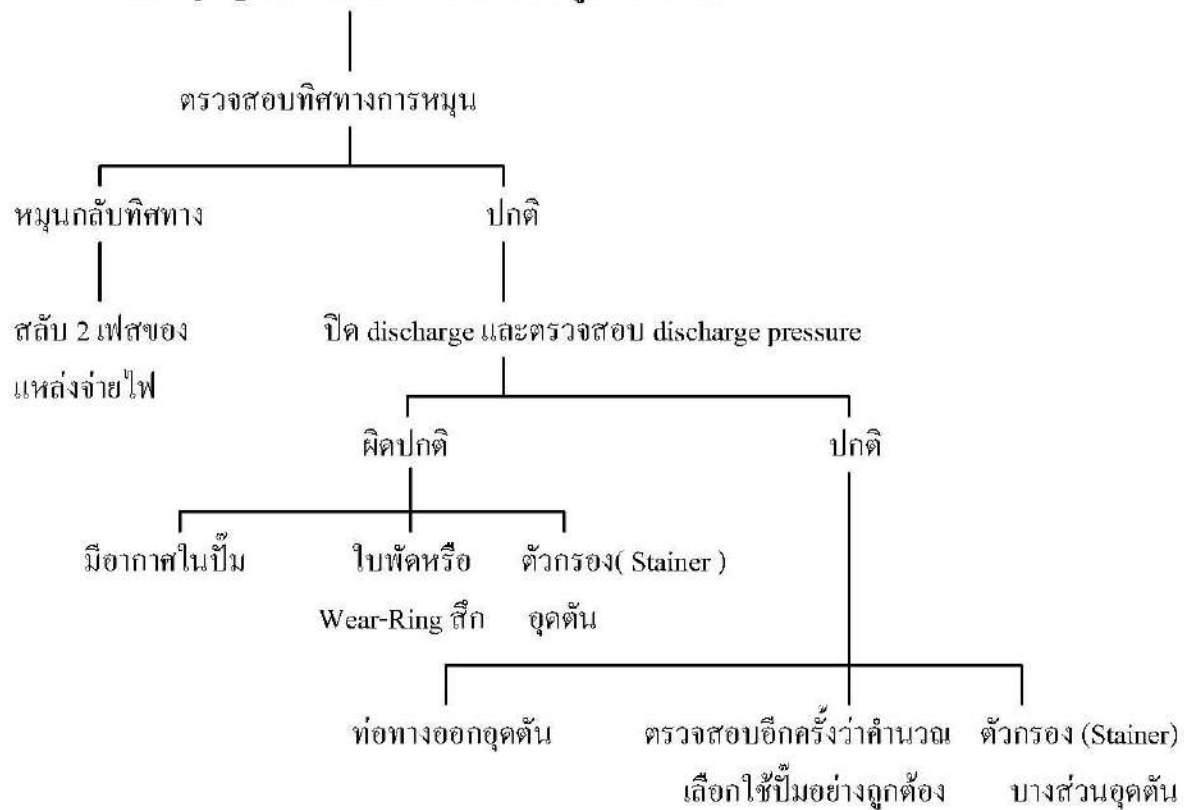 ตรวจสอบทิศทางการหมุน
หมุนกลับทิศทาง
ปกติ
สลับ 2 เฟสของ
แหล่งจ่ายไฟ
ปิด discharge และตรวจสอบ discharge pressure
ผิดปกติ
ปกติ
มีอากาศในปั๊ม
ใบพัดหรือ
Wear-Ring สึก
ตัวกรอง( Stainer )
อุดตัน
ท่อทางออกอุดตัน
ตรวจสอบอีกครั้งว่าคำนวณ
เลือกใช้ปั๊มอย่างถูกต้อง
ตัวกรอง (Stainer)
บางส่วนอุดตัน